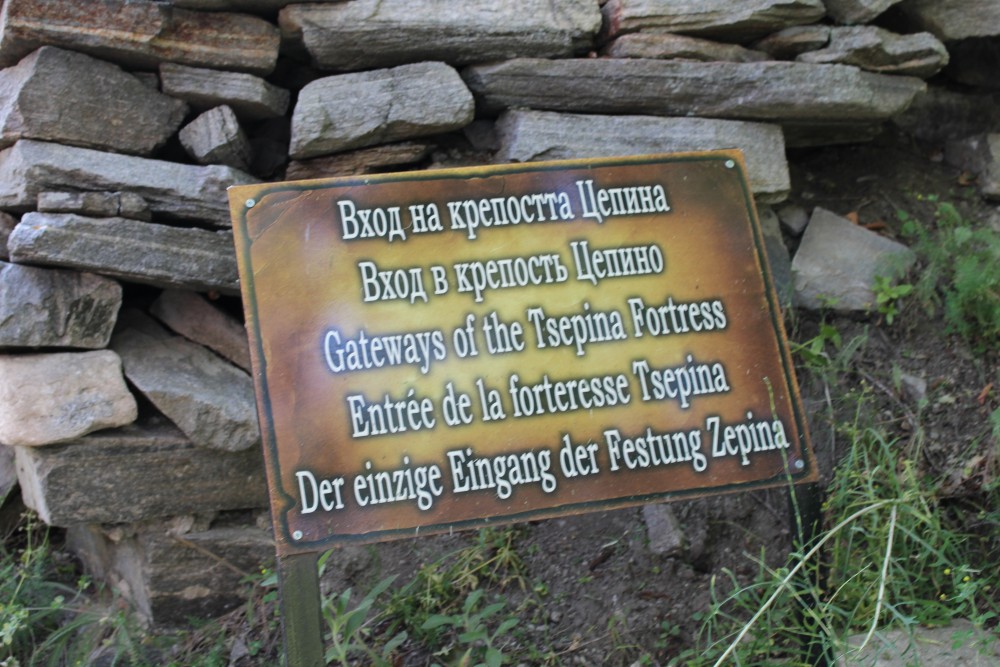 Вход на крепостта Цепина
Вход в крепость Цепино
Gateways of the Tsepina Fortress
Entrée de la forteresse Tsepina
Der einzige Eingang der Festung Zepina